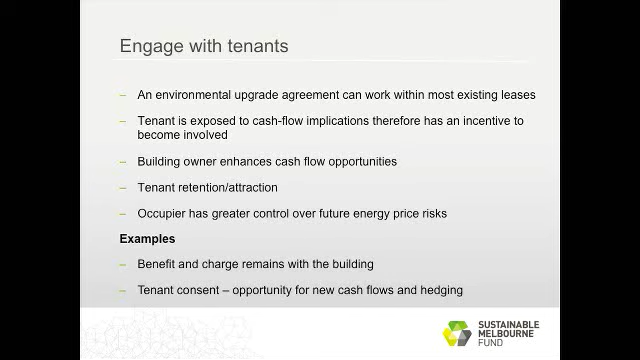 Engage with tenants
– An environmental upgrade agreement can work within most existing leases
– Tenant is exposed to cash-flow implications therefore has an incentive to
become involved
– Building owner enhances cash flow opportunities
– Tenant retention/attraction
– Occupier has greater control over future energy price risks
Examples
– Benefit and charge remains with the building
– Tenant consent – opportunity for new cash flows and hedging
SUSTAINABLE
MELBOURNE
FUND